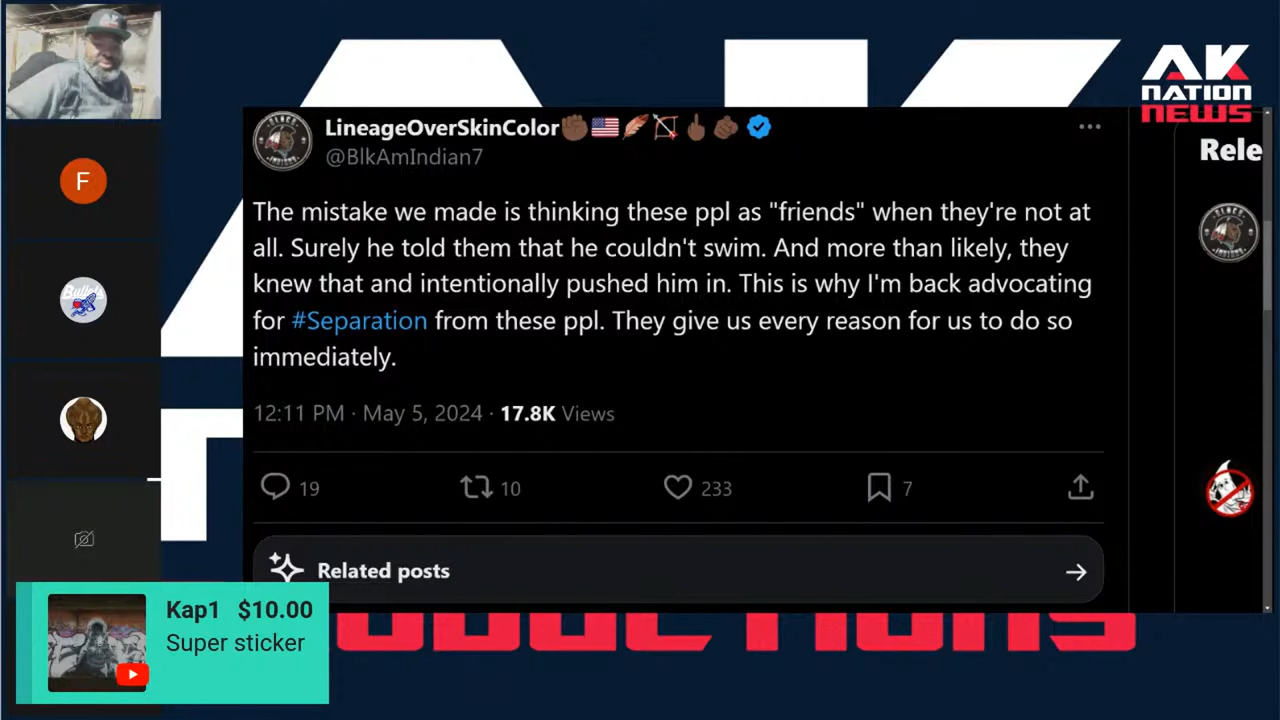 AK
NATION
NEWS
LineageOverSkinColor✊🏾🇺🇸🪶🏹🖕🏾🫵🏾
@BlkAmIndian7
Rele
The mistake we made is thinking these ppl as "friends" when they're not at
all. Surely he told them that he couldn't swim. And more than likely, they
knew that and intentionally pushed him in. This is why I'm back advocating
for #Separation from these ppl. They give us every reason for us to do so
immediately.
12:11 PM · May 5, 2024 · 17.8K Views
19 10 233 7
Related posts
F
Bullets
Kap1 $10.00
Super sticker